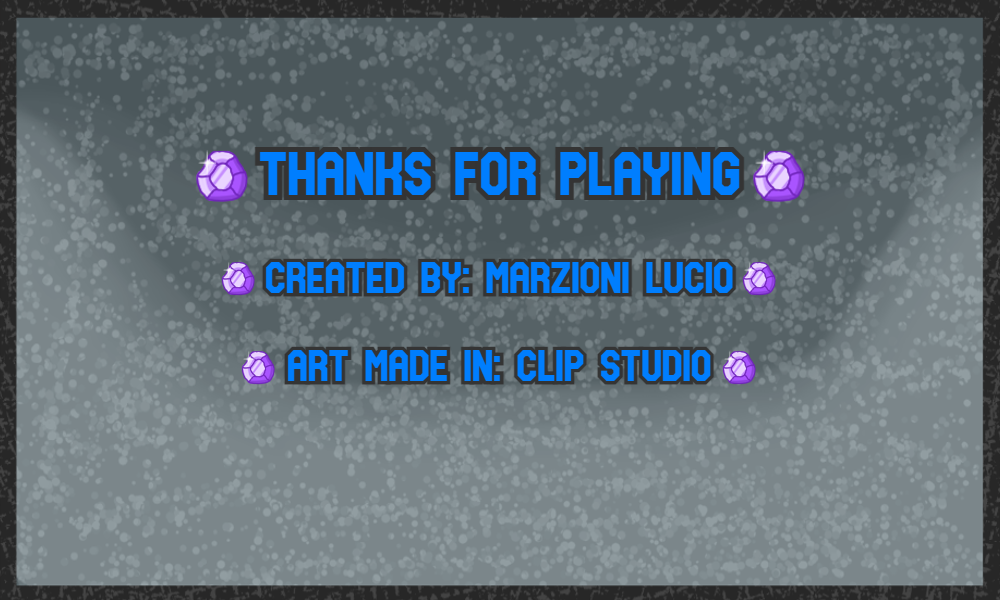 THANKS FOR PLAYING
CREATED BY: MARZIONI LUCIO
ART MADE IN: CLIP STUDIO